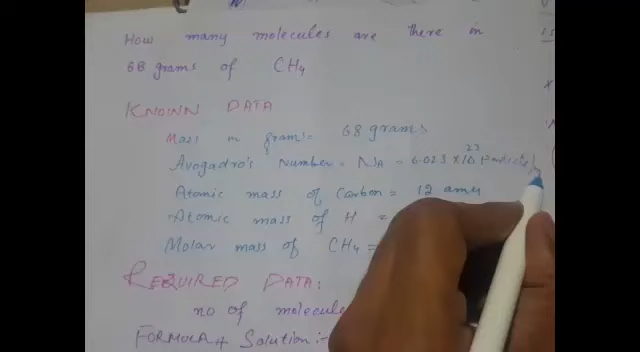 How many molecules are there in
68 grams of CH4
KNOWN DATA
Mass in gram = 68 grams
Avogadro's Number = NA = 6.023 × 10^23 Particles
Atomic mass of Carbon = 12 amu
Atomic mass of H =
Molar mass of CH4 =
REQUIRED DATA:
no of molecule
FORMULA + Solution :-